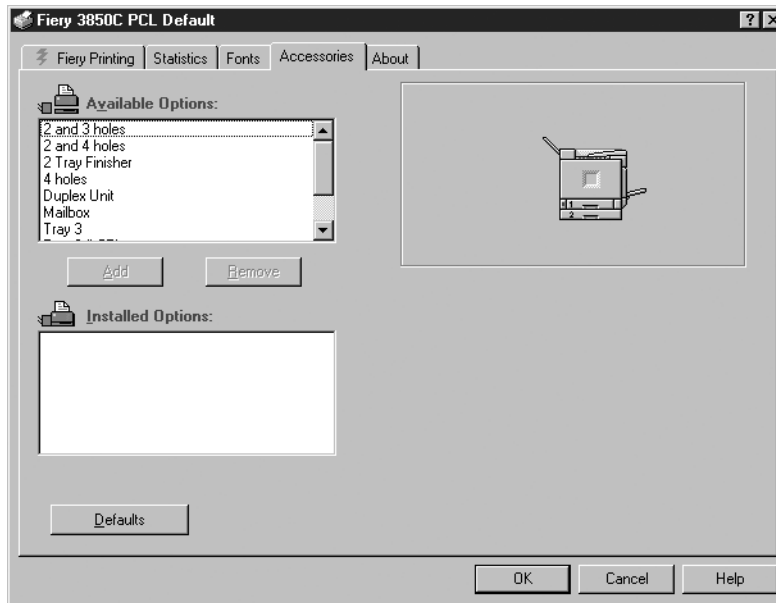 Fiery 3850C PCL Default
Fiery Printing
Statistics
Fonts
Accessories
About
Available Options:
2 and 3 holes
2 and 4 holes
2 Tray Finisher
4 holes
Duplex Unit
Mailbox
Tray 3
Add
Remove
1
2
Installed Options:
Defaults
OK
Cancel
Help